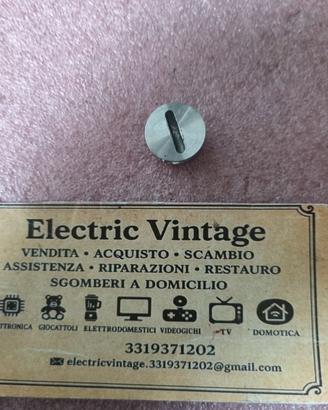 Electric Vintage
VENDITA • ACQUISTO • SCAMBIO
ASSISTENZA • RIPARAZIONI • RESTAURO
SGOMBERI A DOMICILIO
TTRONICA GIOCATTOLI ELETTRODOMESTICI VIDEOGICHI TV DOMOTICA
3319371202
electricvintage.3319371202@gmail.com